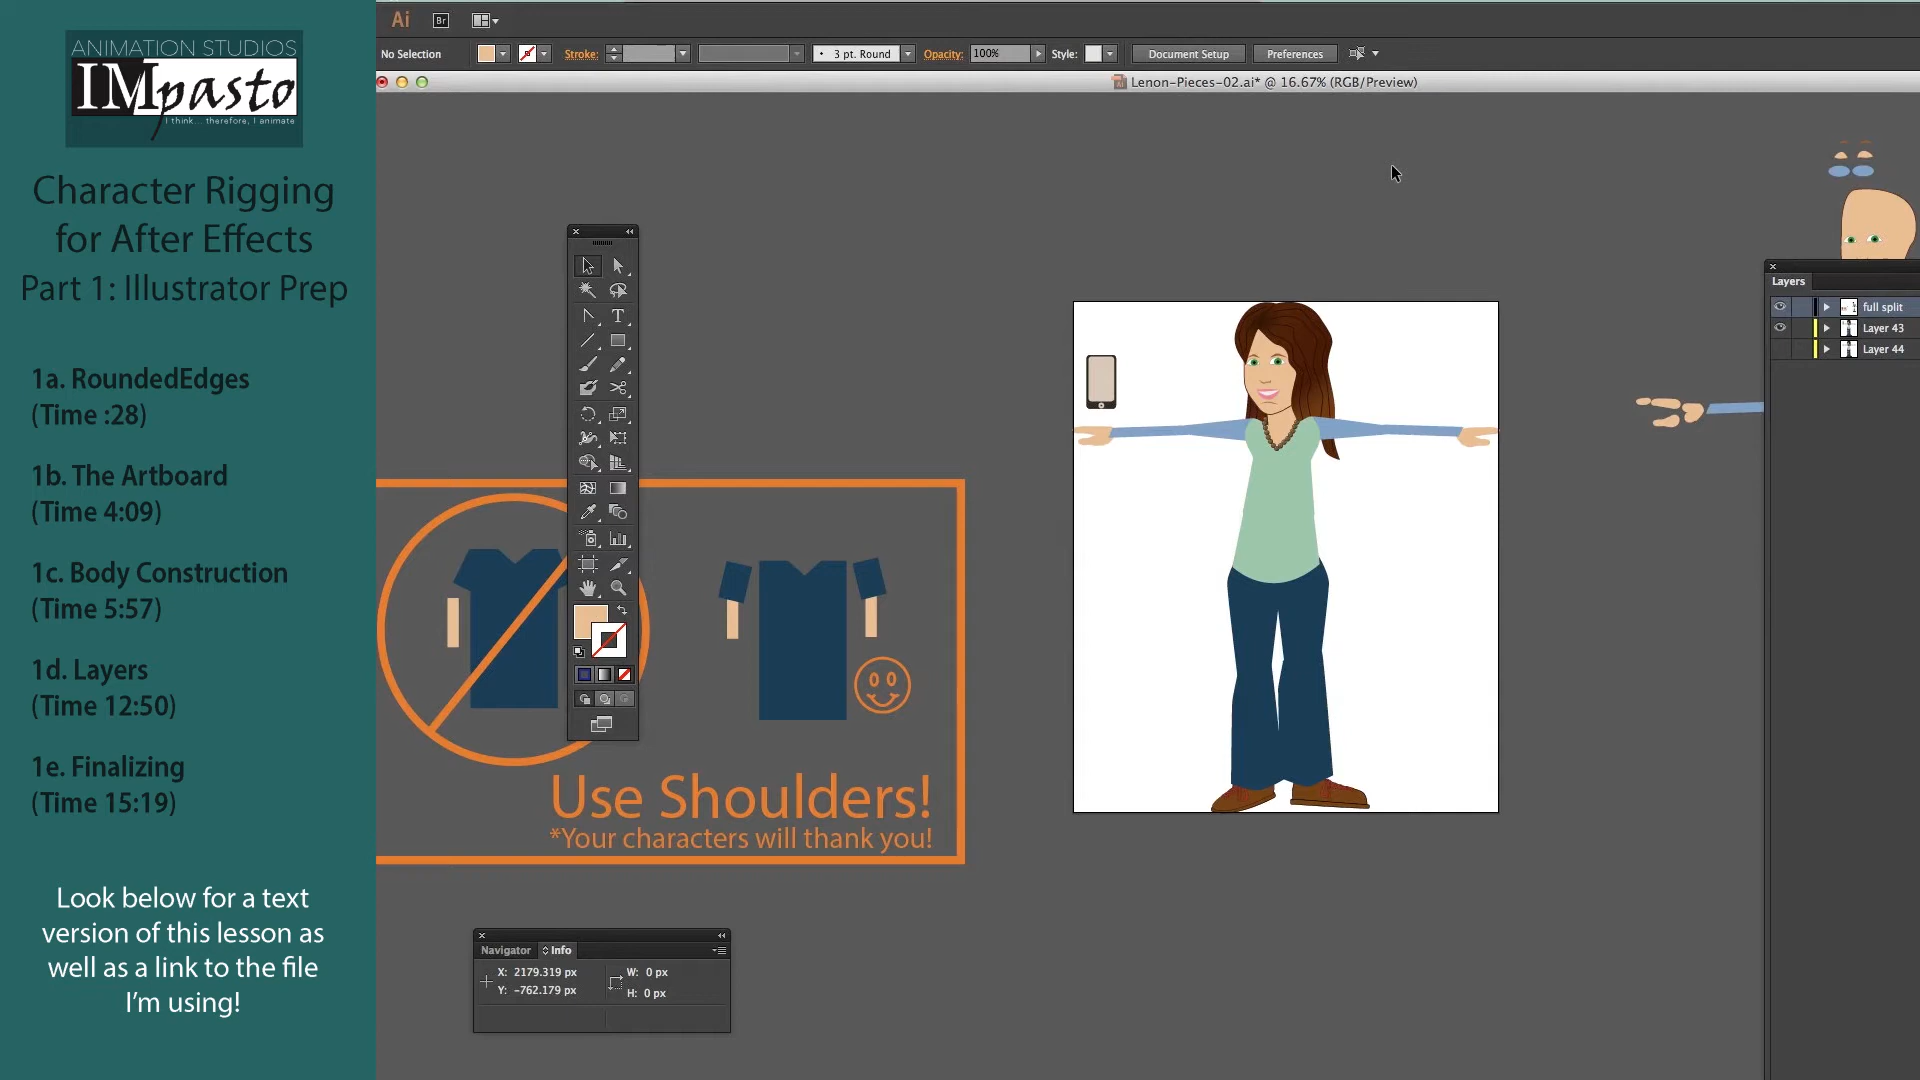 ANIMATION STUDIOS
IMpasto
I think... therefore, I animate
Character Rigging
for After Effects
Part 1: Illustrator Prep
1a. RoundedEdges
(Time :28)
1b. The Artboard
(Time 4:09)
1c. Body Construction
(Time 5:57)
1d. Layers
(Time 12:50)
1e. Finalizing
(Time 15:19)
Look below for a text
version of this lesson as
well as a link to the file
I'm using!
Ai Br
No Selection Stroke: 3 pt. Round Opacity: 100% Style: Document Setup Preferences
Lenon-Pieces-02.ai* @ 16.67% (RGB/Preview)
Layers
full split
Layer 43
Layer 44
Use Shoulders!
*Your characters will thank you!
Navigator Info
X: 2179.319 px W: 0 px
Y: -762.179 px H: 0 px